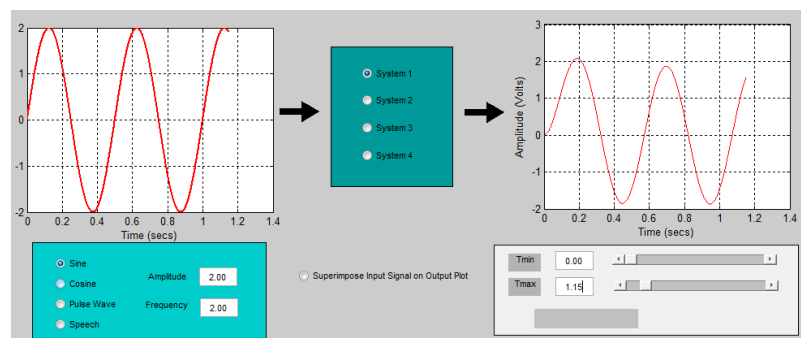 2
1
0
-1
-2
0 0.2 0.4 0.6 0.8 1 1.2 1.4
Time (secs)
System 1
System 2
System 3
System 4
3
2
1
0
-1
-2
Amplitude (Volts)
0 0.2 0.4 0.6 0.8 1 1.2 1.4
Time (secs)
Sine
Cosine
Pulse Wave
Speech
Amplitude 2.00
Frequency 2.00
Superimpose Input Signal on Output Plot
Tmin 0.00
Tmax 1.15